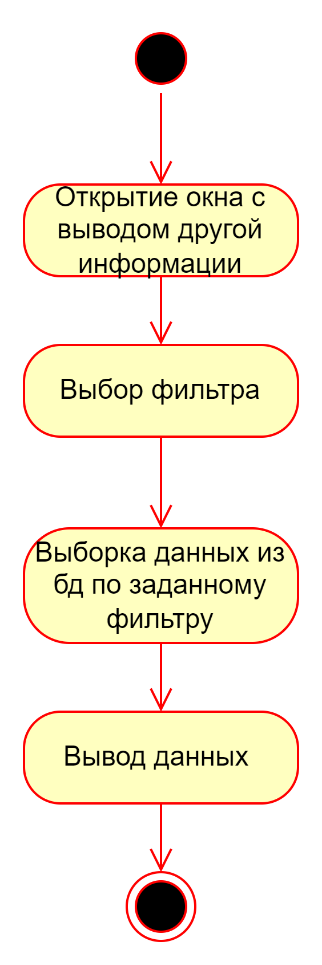 Открытие окна с
выводом другой
информации
Выбор фильтра
Выборка данных из
бд по заданному
фильтру
Вывод данных